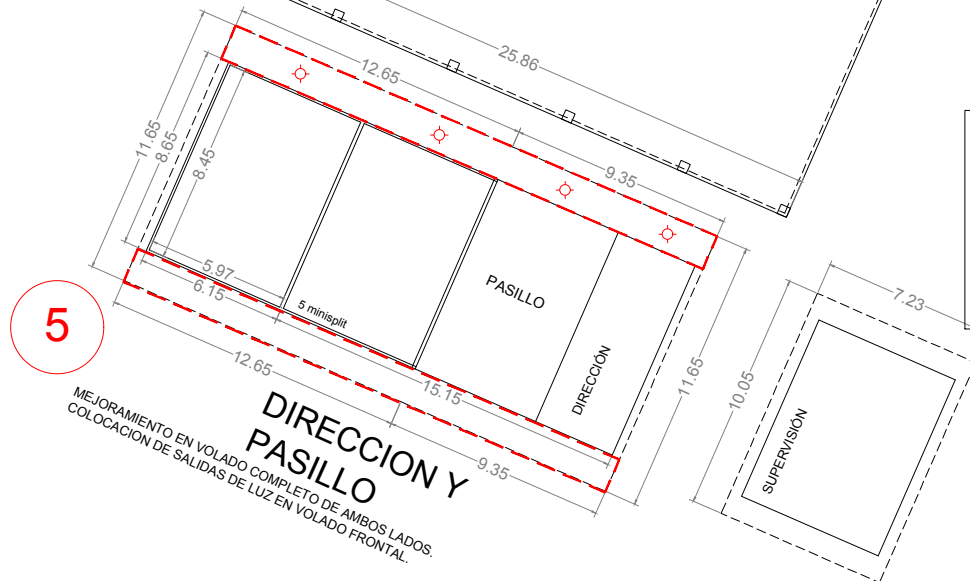 25.86
12.65
9.35
11.65
8.65
8.45
5.97
6.15
5 minisplit
PASILLO
DIRECCIÓN
7.23
10.05
SUPERVISIÓN
11.65
15.15
12.65
9.35
5
DIRECCION Y
PASILLO
MEJORAMIENTO EN VOLADO COMPLETO DE AMBOS LADOS.
COLOCACION DE SALIDAS DE LUZ EN VOLADO FRONTAL.